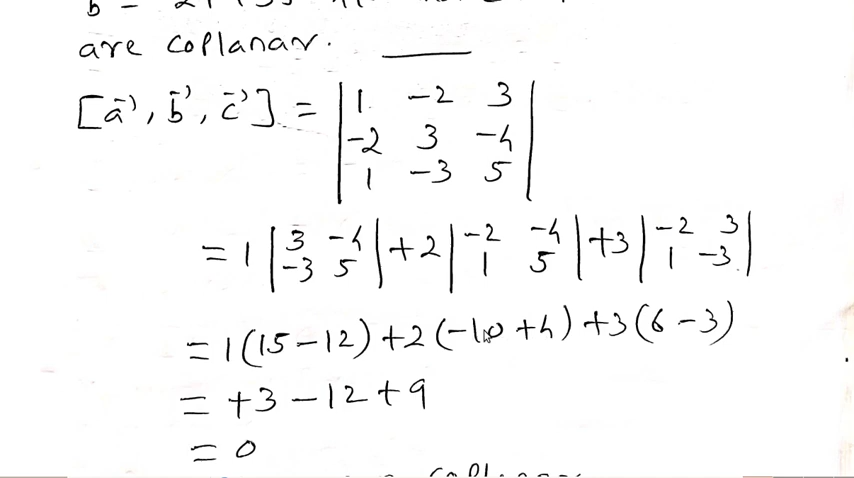 are coplanar.
[a⃗, b⃗, c⃗] = | 1 -2 3 |
| -2 3 -4 |
| 1 -3 5 |
= 1 | 3 -4 | + 2 | -2 -4 | + 3 | -2 3 |
| -3 5 | | 1 5 | | 1 -3 |
= 1(15-12) + 2(-10+4) + 3(6-3)
= +3 - 12 + 9
= 0